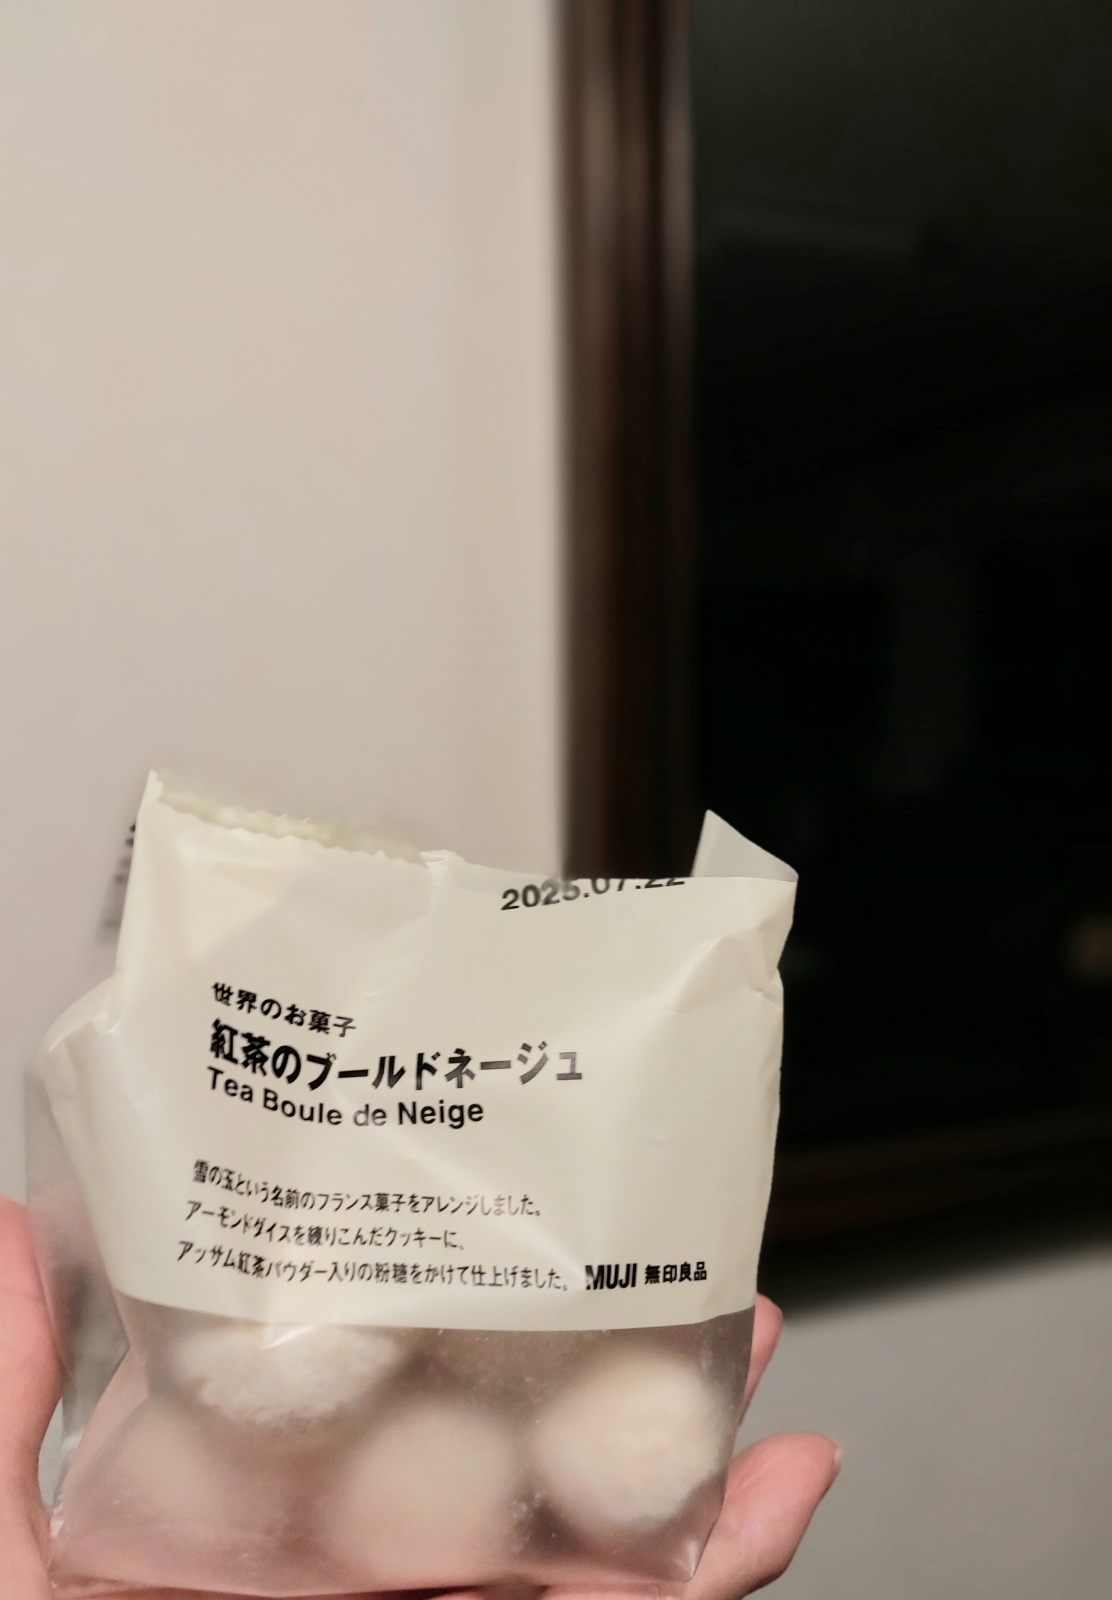 2025.07.22
世界のお菓子
紅茶のブールドネージュ
Tea Boule de Neige
雪の玉という名前のフランス菓子をアレンジしました。
アーモンドダイスを練りこんだクッキーに、
アッサム紅茶パウダー入りの粉糖をかけて仕上げました。
MUJI 無印良品